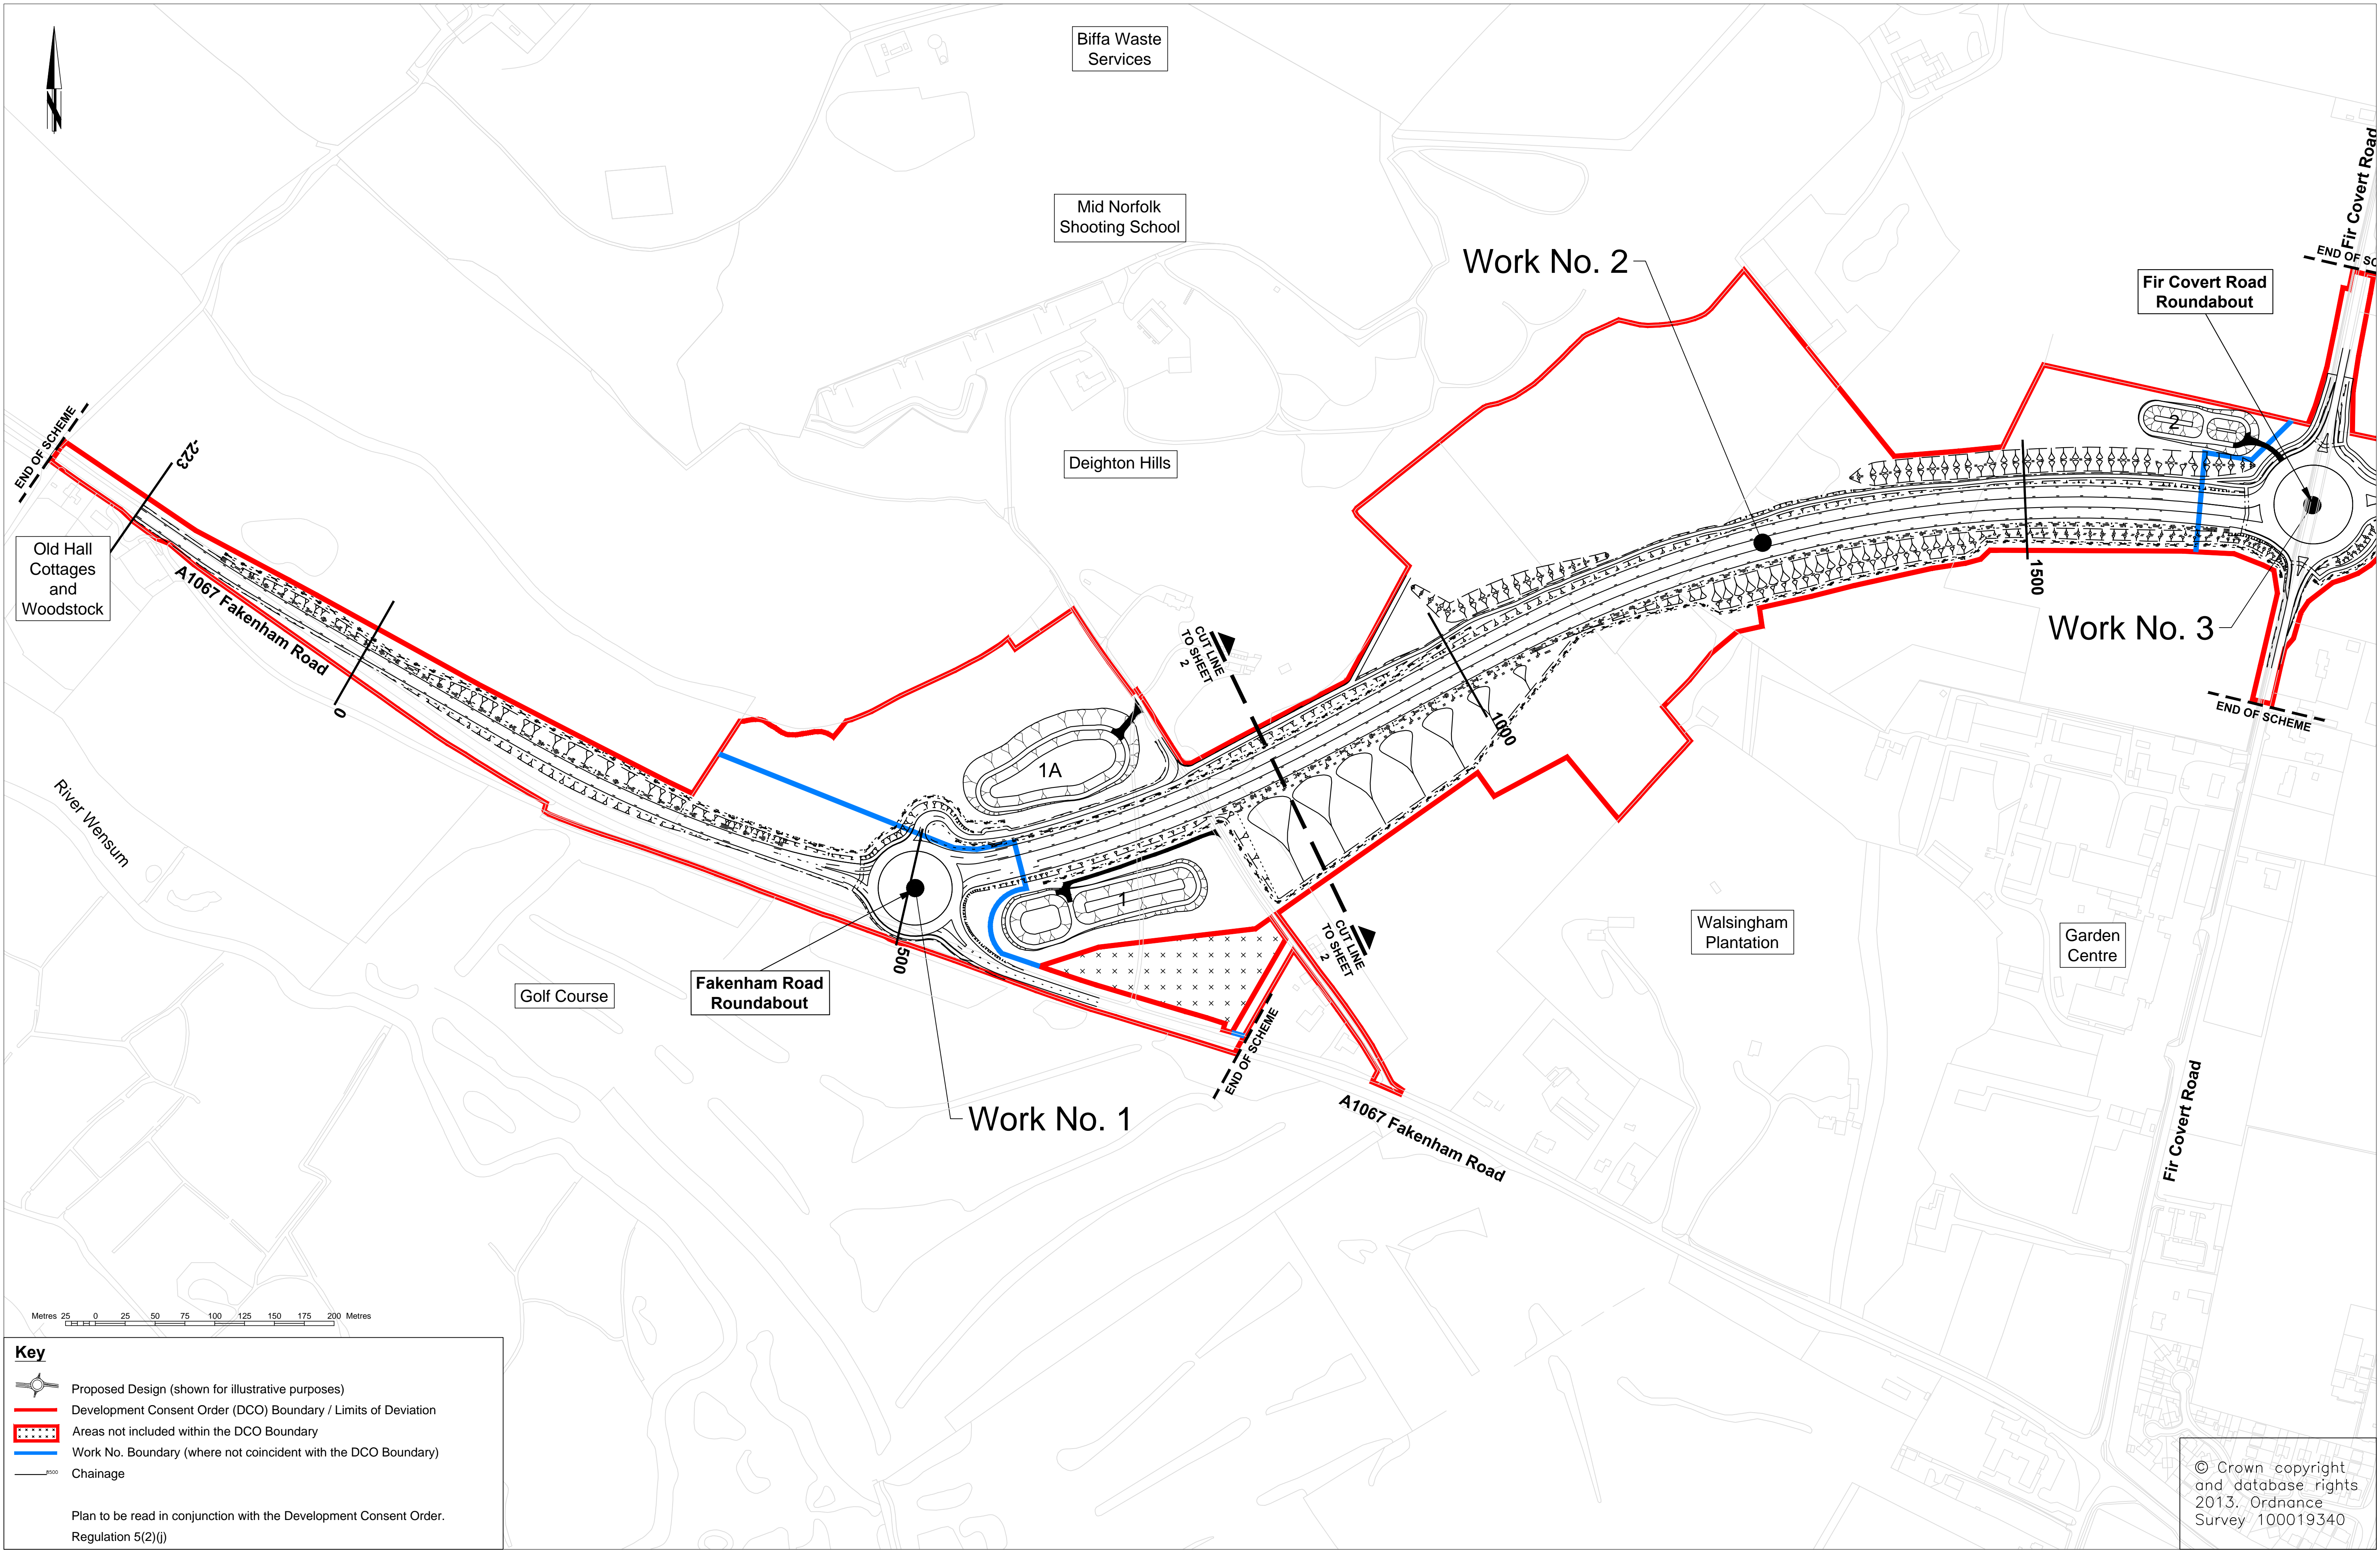 Biffa Waste
Services
Mid Norfolk
Shooting School
Fir Covert Road
END OF SC
Work No. 2
Fir Covert Road
Roundabout
2
END OF SCHEME
-223
Deighton Hills
Old Hall
Cottages
and
Woodstock
A1067 Fakenham Road
0
CUT LINE
TO SHEET
2
1500
Work No. 3
END OF SCHEME
1000
1A
River Wensum
1
500
CUT LINE
TO SHEET
2
Walsingham
Plantation
Garden
Centre
Golf Course
Fakenham Road
Roundabout
END OF SCHEME
Work No. 1
A1067 Fakenham Road
Fir Covert Road
Metres 25 0 25 50 75 100 125 150 175 200 Metres
Key
Proposed Design (shown for illustrative purposes)
Development Consent Order (DCO) Boundary / Limits of Deviation
Areas not included within the DCO Boundary
Work No. Boundary (where not coincident with the DCO Boundary)
Chainage
Plan to be read in conjunction with the Development Consent Order.
Regulation 5(2)(j)
© Crown copyright
and database rights
2013. Ordnance
Survey 100019340